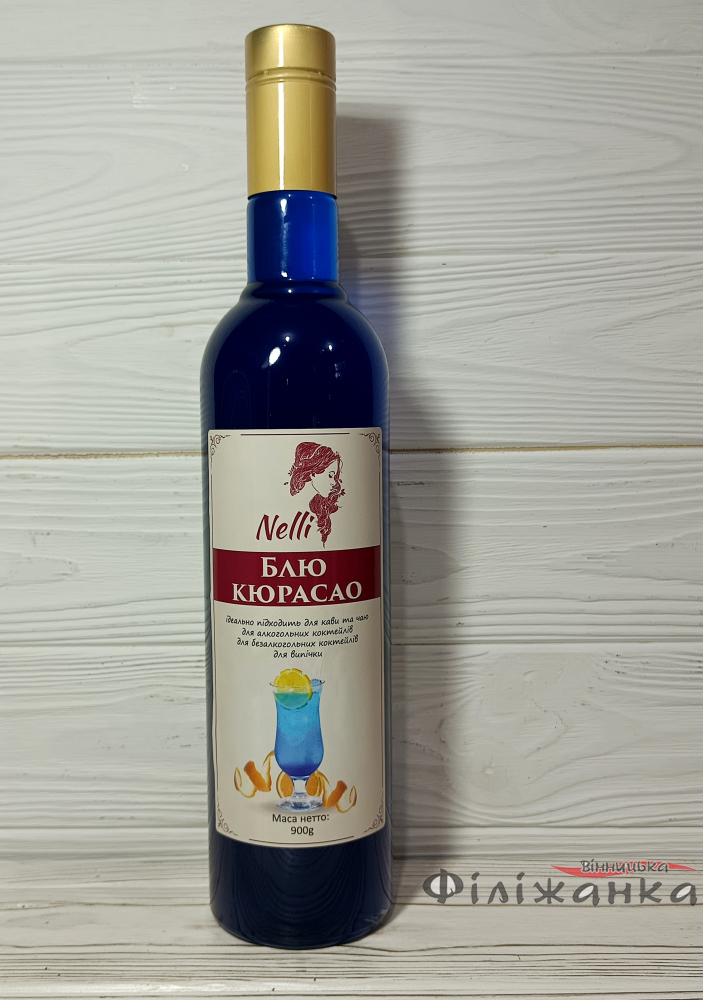 Nelli
Блю
кюрасао
ідеально підходить для кави та чаю
для алкогольних коктейлів
для безалкогольних коктейлів
для випічки
Маса нетто:
900g
Вінницька
Філіжанка